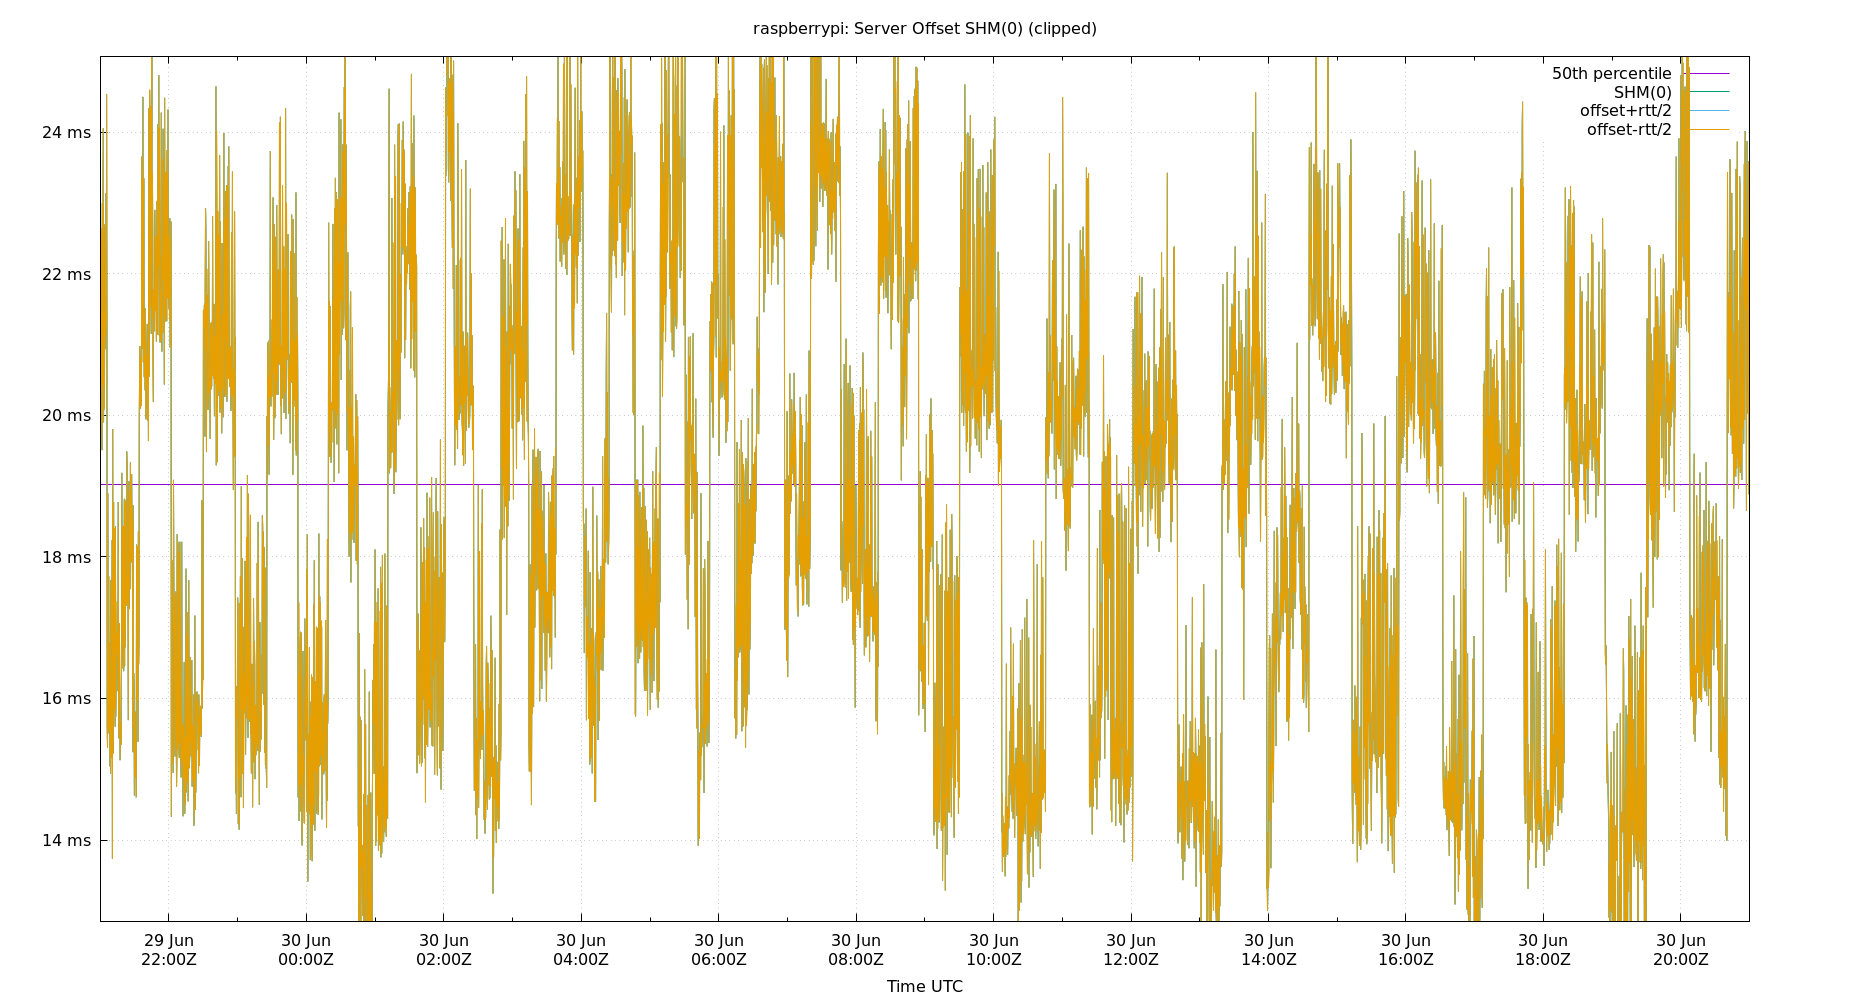 raspberrypi: Server Offset SHM(0) (clipped)
50th percentile
SHM(0)
offset+rtt/2
offset-rtt/2
24 ms
22 ms
20 ms
18 ms
16 ms
14 ms
29 Jun 30 Jun 30 Jun 30 Jun 30 Jun 30 Jun 30 Jun 30 Jun 30 Jun 30 Jun 30 Jun 30 Jun
22:00Z 00:00Z 02:00Z 04:00Z 06:00Z 08:00Z 10:00Z 12:00Z 14:00Z 16:00Z 18:00Z 20:00Z
Time UTC